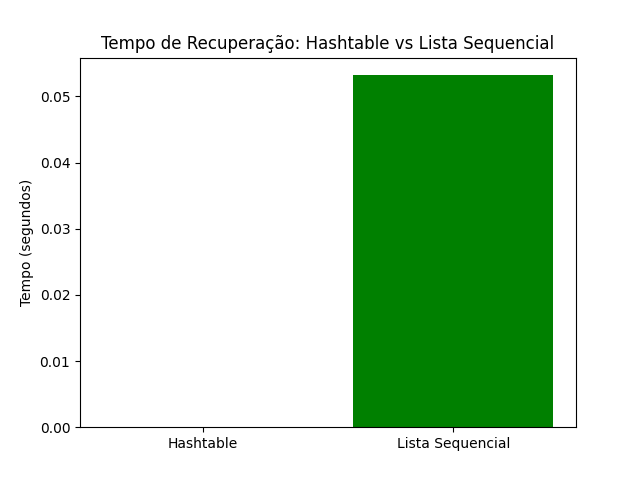 Tempo de Recuperação: Hashtable vs Lista Sequencial
Tempo (segundos)
0.05
0.04
0.03
0.02
0.01
0.00
Hashtable
Lista Sequencial